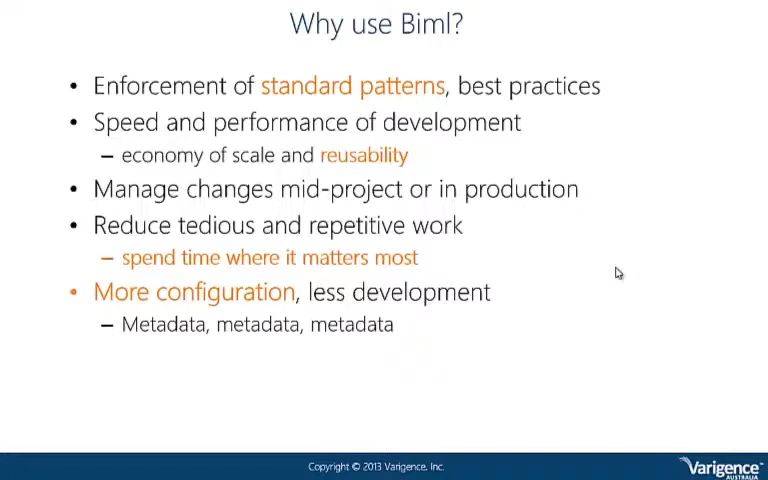 Why use Biml?
• Enforcement of standard patterns, best practices
• Speed and performance of development
– economy of scale and reusability
• Manage changes mid-project or in production
• Reduce tedious and repetitive work
– spend time where it matters most
• More configuration, less development
– Metadata, metadata, metadata
Copyright © 2013 Varigence, Inc.
Varigence™
AUSTRALIA